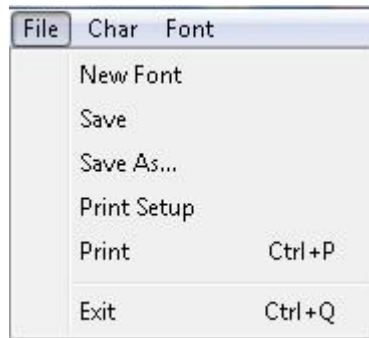 File Char Font
New Font
Save
Save As...
Print Setup
Print Ctrl+P
Exit Ctrl+Q